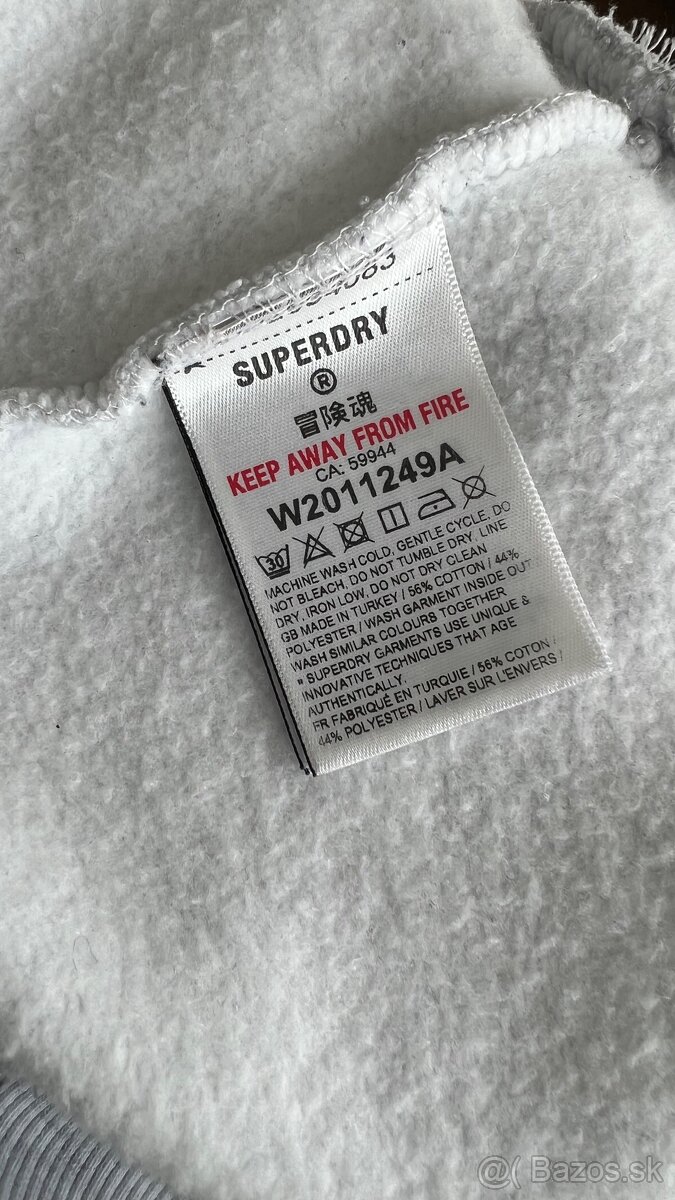 SUPERDRY
®
冒険魂
KEEP AWAY FROM FIRE
CA: 59944
W2011249A
30
MACHINE WASH COLD, GENTLE CYCLE, DO
NOT BLEACH, DO NOT TUMBLE DRY, LINE
DRY, IRON LOW, DO NOT DRY CLEAN
GB MADE IN TURKEY / 56% COTTON / 44%
POLYESTER / WASH GARMENT INSIDE OUT
WASH SIMILAR COLOURS TOGETHER
» SUPERDRY GARMENTS USE UNIQUE &
INNOVATIVE TECHNIQUES THAT AGE
AUTHENTICALLY.
FR FABRIQUÉ EN TURQUIE / 56% COTON /
44% POLYESTER / LAVER SUR L'ENVERS /
@( Bazos.sk